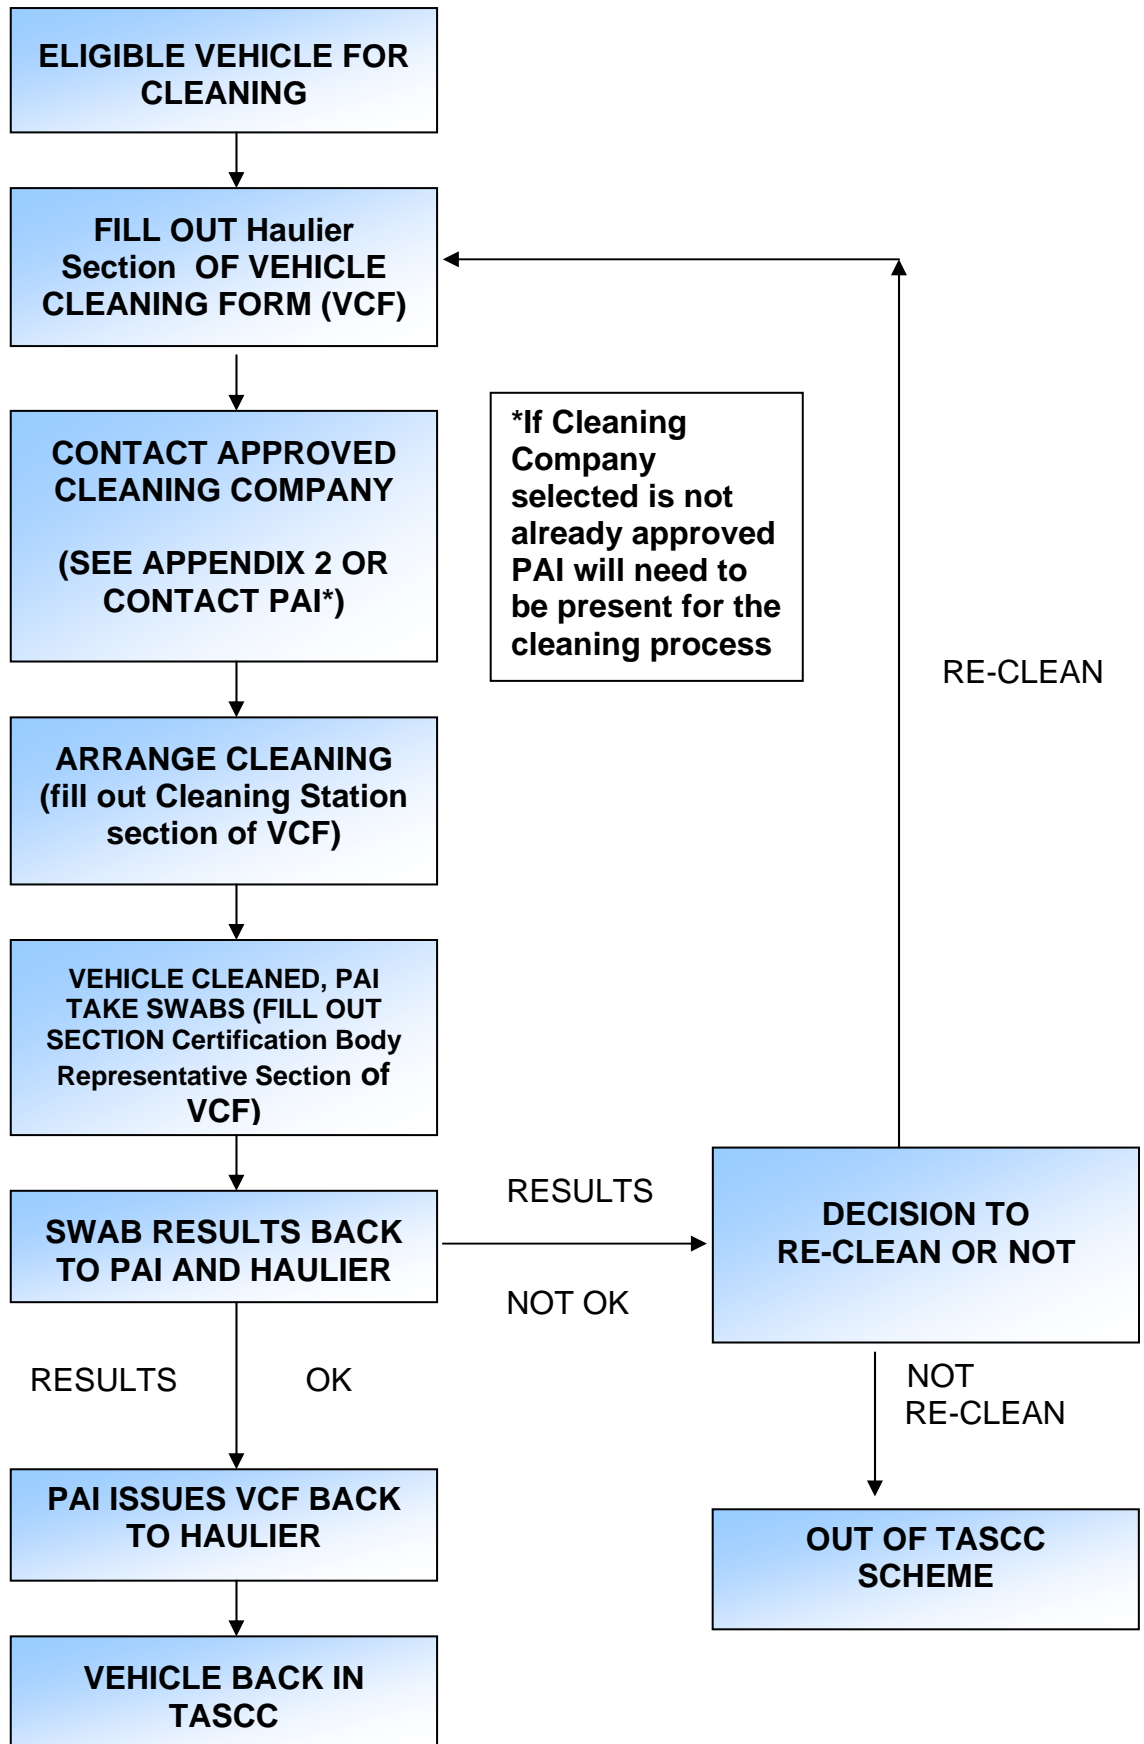 ELIGIBLE VEHICLE FOR
CLEANING
FILL OUT Haulier
Section OF VEHICLE
CLEANING FORM (VCF)
CONTACT APPROVED
CLEANING COMPANY
(SEE APPENDIX 2 OR
CONTACT PAI*)
*If Cleaning
Company
selected is not
already approved
PAI will need to
be present for the
cleaning process
RE-CLEAN
ARRANGE CLEANING
(fill out Cleaning Station
section of VCF)
VEHICLE CLEANED, PAI
TAKE SWABS (FILL OUT
SECTION Certification Body
Representative Section of
VCF)
SWAB RESULTS BACK
TO PAI AND HAULIER
RESULTS
NOT OK
DECISION TO
RE-CLEAN OR NOT
RESULTS OK
NOT
RE-CLEAN
PAI ISSUES VCF BACK
TO HAULIER
OUT OF TASCC
SCHEME
VEHICLE BACK IN
TASCC